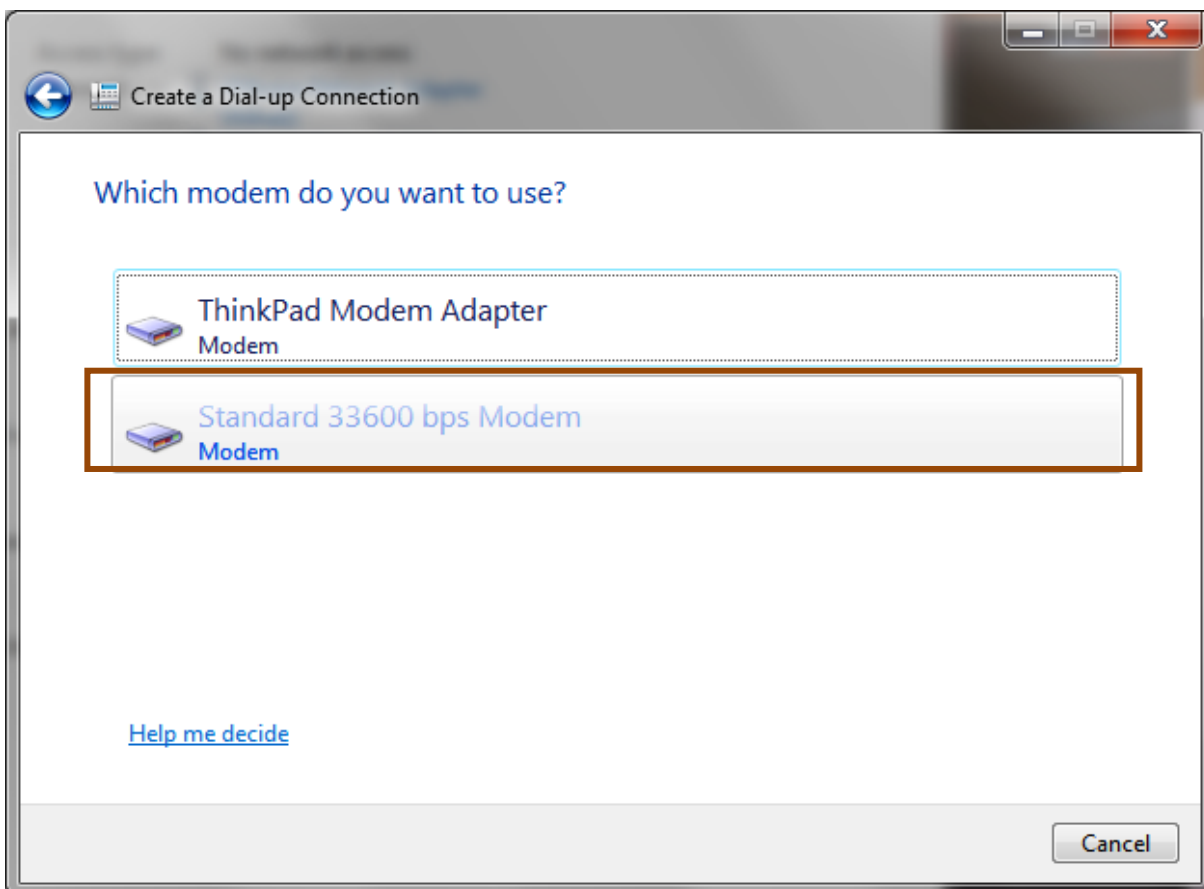 Create a Dial-up Connection
Which modem do you want to use?
ThinkPad Modem Adapter
Modem
Standard 33600 bps Modem
Modem
Help me decide
Cancel